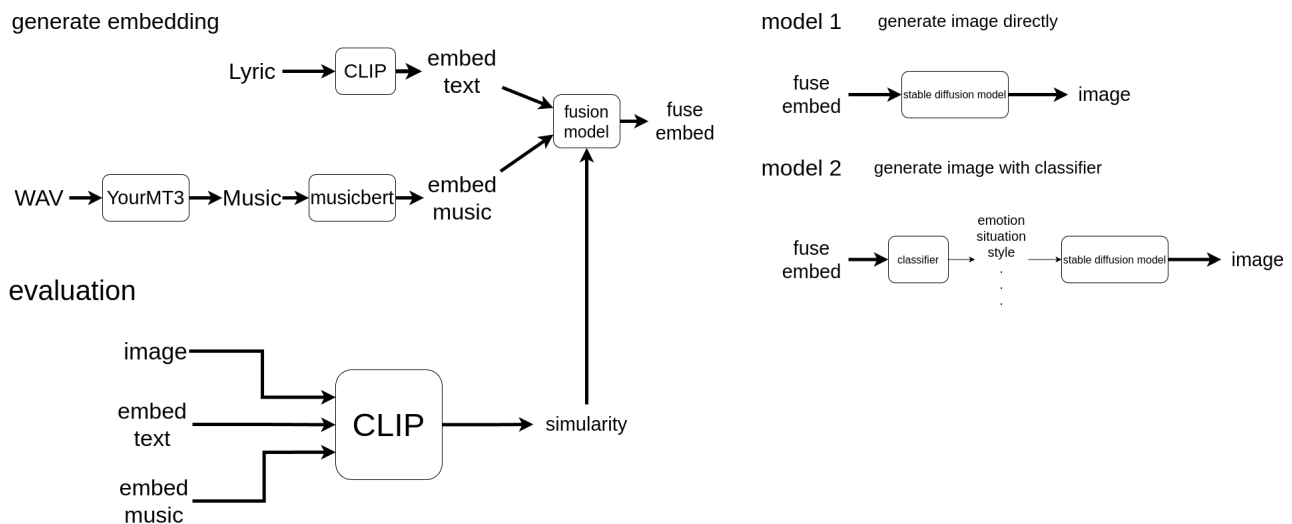 generate embedding
Lyric
CLIP
embed
text
fusion
model
fuse
embed
WAV
YourMT3
Music
musicbert
embed
music
evaluation
image
embed
text
embed
music
CLIP
simularity
model 1
generate image directly
fuse
embed
stable diffusion model
image
model 2
generate image with classifier
fuse
embed
classifier
emotion
situation
style
.
.
.
stable diffusion model
image